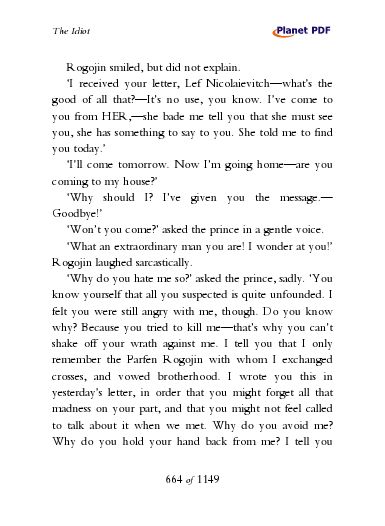 The Idiot
Planet PDF
Rogojin smiled, but did not explain.
‘I received your letter, Lef Nicolaievitch—what’s the
good of all that?—It’s no use, you know. I’ve come to
you from HER,—she bade me tell you that she must see
you, she has something to say to you. She told me to find
you today.’
‘I’ll come tomorrow. Now I’m going home—are you
coming to my house?’
‘Why should I? I’ve given you the message.—
Goodbye!’
‘Won’t you come?’ asked the prince in a gentle voice.
‘What an extraordinary man you are! I wonder at you!’
Rogojin laughed sarcastically.
‘Why do you hate me so?’ asked the prince, sadly. ‘You
know yourself that all you suspected is quite unfounded. I
felt you were still angry with me, though. Do you know
why? Because you tried to kill me—that’s why you can’t
shake off your wrath against me. I tell you that I only
remember the Parfen Rogojin with whom I exchanged
crosses, and vowed brotherhood. I wrote you this in
yesterday’s letter, in order that you might forget all that
madness on your part, and that you might not feel called
to talk about it when we met. Why do you avoid me?
Why do you hold your hand back from me? I tell you
664 of 1149